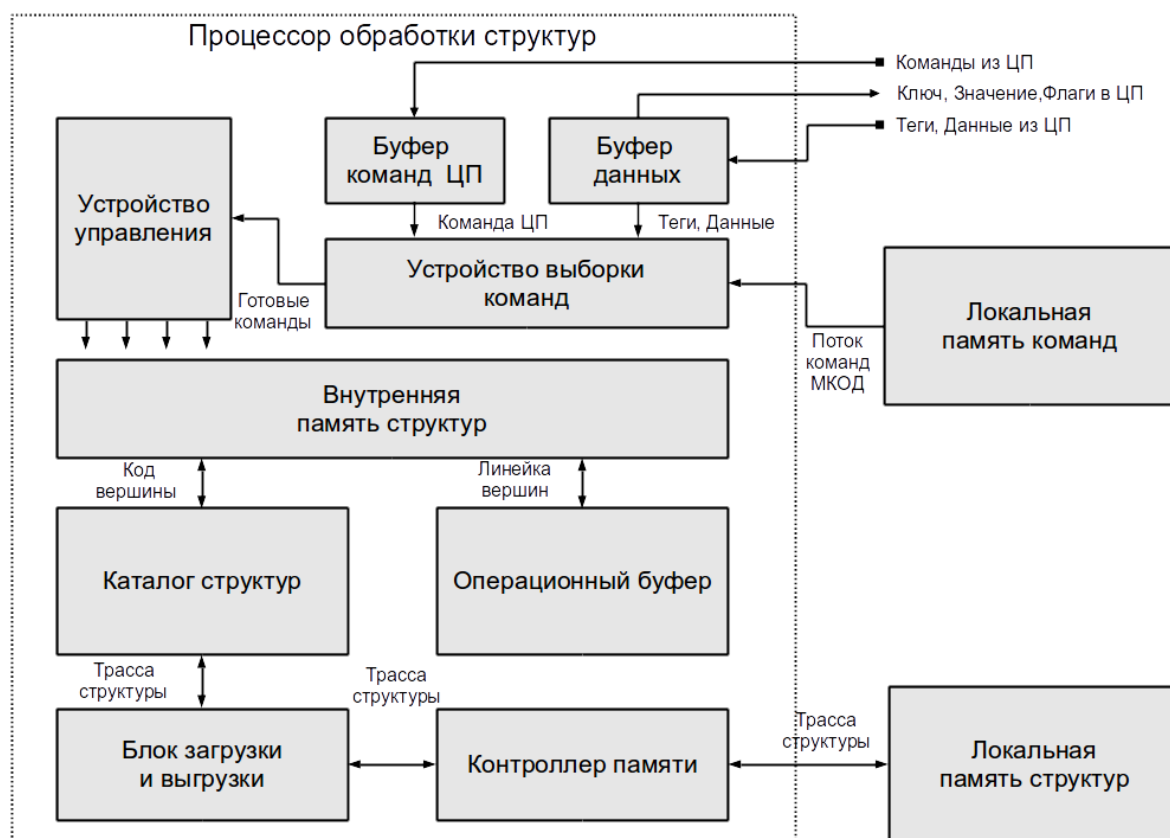 Процессор обработки структур
Команды из ЦП
Ключ, Значение,Флаги в ЦП
Теги, Данные из ЦП
Буфер
команд ЦП
Буфер
данных
Устройство
управления
Команда ЦП
Теги, Данные
Устройство выборки
команд
Готовые
команды
Локальная
память команд
Поток
команд
МКОД
Внутренняя
память структур
Код
вершины
Линейка
вершин
Каталог структур
Операционный буфер
Трасса
структуры
Трасса
структуры
Блок загрузки
и выгрузки
Контроллер памяти
Трасса
структуры
Локальная
память структур